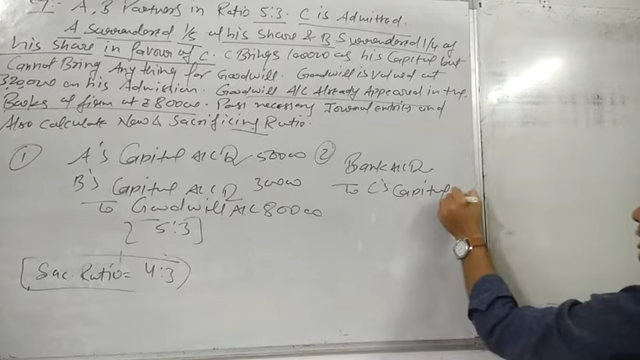 A, B Partners in Ratio 5:3. C is Admitted.
A Surrendered 1/5 of his Share & B Surrendered 1/4 of
his Share in favour of C. C Brings 100000 as his Capital but
Cannot Bring Any thing for Goodwill. Goodwill is Valued at
320000 on his Admission. Goodwill A/C Already Appeared in the
Books of firm at ₹ 80000. Pass necessary Journal entries and
Also Calculate New & Sacrificing Ratio.
① A's Capital A/C Dr 50000
B's Capital A/C Dr 30000
To Goodwill A/C 80000
[5:3]
Sac. Ratio = 4:3
② Bank A/C Dr
To C's Capital